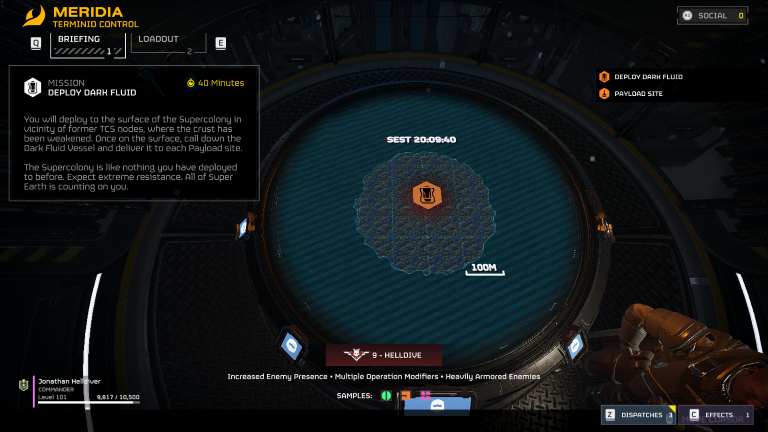 MERIDIA
TERMINID CONTROL
SOCIAL 0
Q
BRIEFING
1
LOADOUT
2
E
MISSION
DEPLOY DARK FLUID
40 Minutes
You will deploy to the surface of the Supercolony in
vicinity of former TCS nodes, where the crust has
been weakened. Once on the surface, call down the
Dark Fluid Vessel and deliver it to each Payload site.
The Supercolony is like nothing you have deployed
to before. Expect extreme resistance. All of Super
Earth is counting on you.
DEPLOY DARK FLUID
PAYLOAD SITE
SEST 20:09:40
100M
9 - HELLDIVE
Increased Enemy Presence • Multiple Operation Modifiers • Heavily Armored Enemies
SAMPLES:
Jonathan Helldiver
COMMANDER
Level 101
9,817 / 10,500
Z DISPATCHES 3
C EFFECTS 1